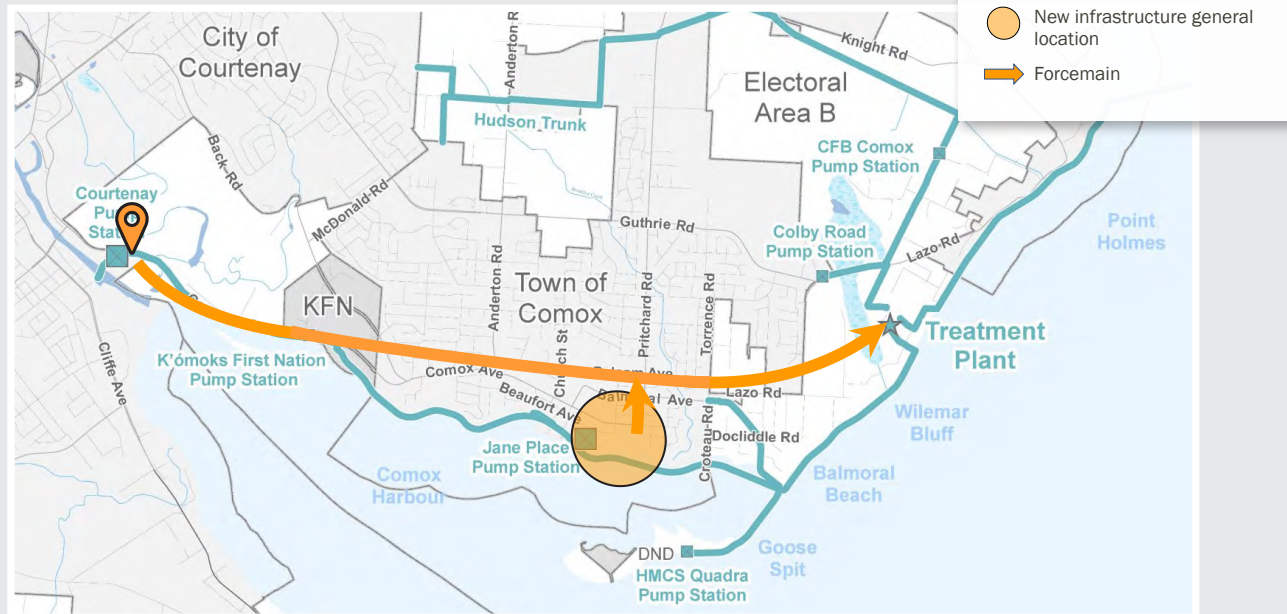 New infrastructure general
location
Forcemain
City of
Courtenay
Anderton R
Knight Rd
Electoral
Area B
Hudson Trunk
CFB Comox
Pump Station
Back-Rd
Courtenay
Pu
Stat
McDonald-Rd
Guthrie Rd
Colby Road
Pump Station
Lazo-Rd
Point
Holmes
Anderton-Rd
Town of
Comox
Pritchard-Rd
Torrence-Rd
KFN
Church St
Treatment
Plant
K'ómoks First Nation
Pump Station
Cliffe-Ave
Comox Ave
Ave
Beaufort Ave
Balmoral Ave
Lazo Rd
Wilemar
Bluff
Croteau-Rd
Docliddle Rd
Jane Place
Pump Station
Comox
Harbour
Balmoral
Beach
Goose
Spit
DND
HMCS Quadra
Pump Station